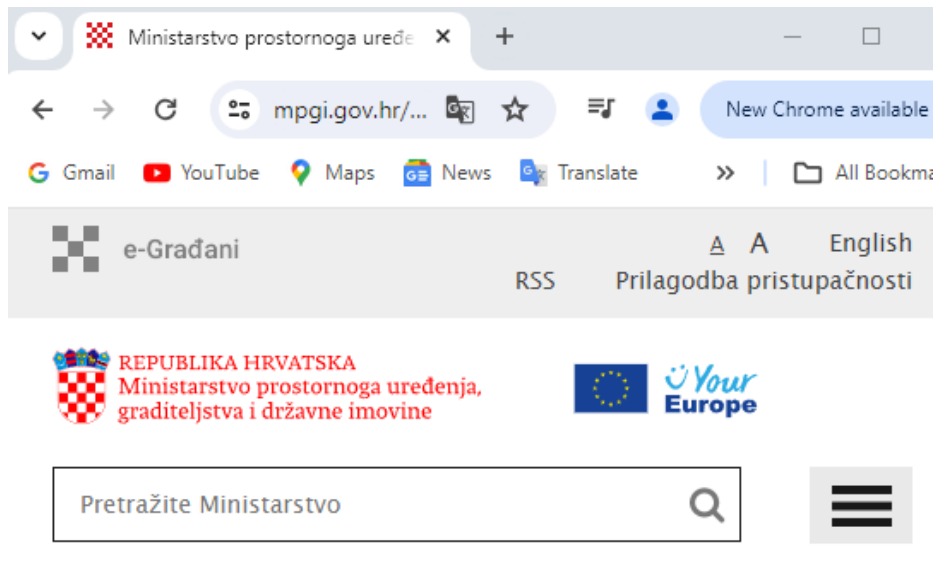 Ministarstvo prostornoga uređe
mpgi.gov.hr/...
New Chrome available
Gmail YouTube Maps GE News Translate All Bookma
e-Građani
A A English
RSS Prilagodba pristupačnosti
REPUBLIKA HRVATSKA
Ministarstvo prostornoga uređenja,
graditeljstva i državne imovine
Your
Europe
Pretražite Ministarstvo